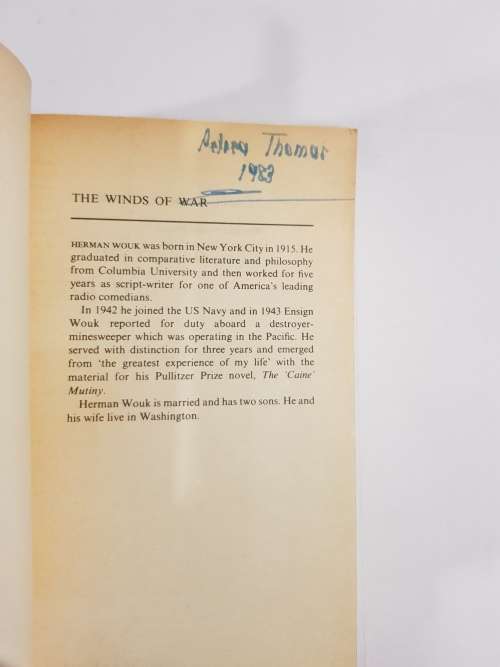 Thomas
1983
THE WINDS OF WAR
HERMAN WOUK was born in New York City in 1915. He
graduated in comparative literature and philosophy
from Columbia University and then worked for five
years as script-writer for one of America's leading
radio comedians.
In 1942 he joined the US Navy and in 1943 Ensign
Wouk reported for duty aboard a destroyer-
minesweeper which was operating in the Pacific. He
served with distinction for three years and emerged
from 'the greatest experience of my life' with the
material for his Pullitzer Prize novel, The 'Caine'
Mutiny.
Herman Wouk is married and has two sons. He and
his wife live in Washington.